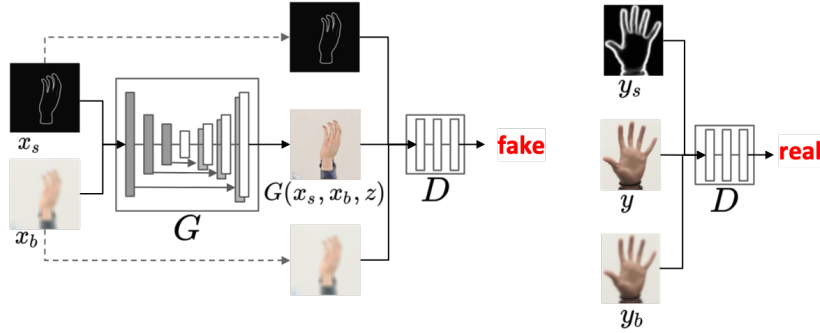 x_s
x_b
G
G(x_s, x_b, z)
D
fake
y_s
y
y_b
D
real